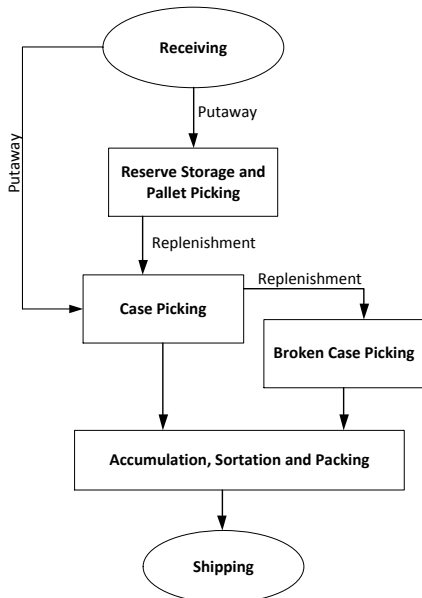 Receiving
Putaway
Putaway
Reserve Storage and
Pallet Picking
Replenishment
Replenishment
Case Picking
Broken Case Picking
Accumulation, Sortation and Packing
Shipping